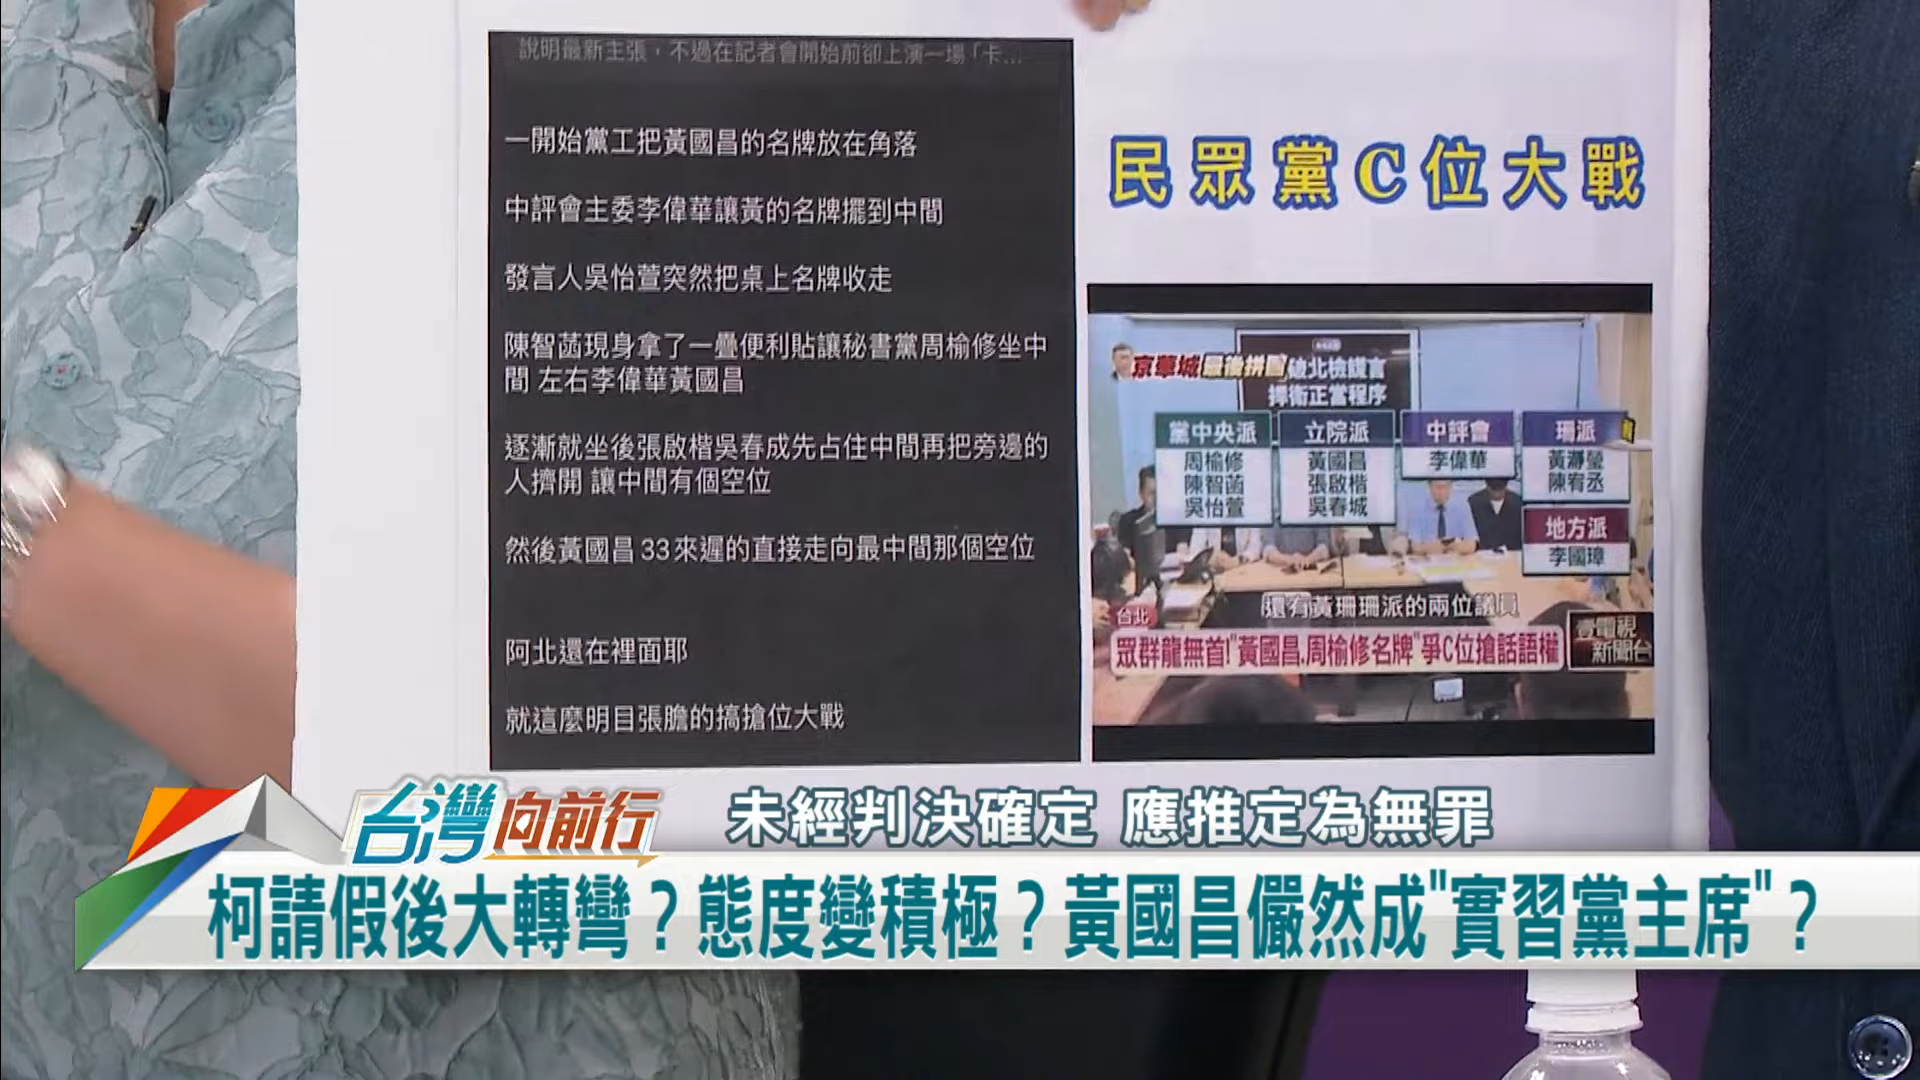 說明最新主張，不過在記者會開始前卻上演一場「卡...
一開始黨工把黃國昌的名牌放在角落
中評會主委李偉華讓黃的名牌擺到中間
發言人吳怡萱突然把桌上名牌收走
陳智菡現身拿了一疊便利貼讓秘書黨周榆修坐中
間 左右李偉華黃國昌
逐漸就坐後張啟楷吳春成先占住中間再把旁邊的
人擠開 讓中間有個空位
然後黃國昌33來遲的直接走向最中間那個空位
阿北還在裡面耶
就這麼明目張膽的搞搶位大戰
民眾黨C位大戰
京華城最後拼圖
破北檢謊言
捍衛正當程序
黨中央派
周榆修
陳智菡
吳怡萱
立院派
黃國昌
張啟楷
吳春城
中評會
李偉華
珊派
黃瀞瑩
陳宥丞
地方派
李國璋
還有黃珊珊派的兩位議員
台北
眾群龍無首!"黃國昌.周榆修名牌"爭C位搶話語權
壹電視
新聞台
台灣向前行
未經判決確定 應推定為無罪
柯請假後大轉彎？態度變積極？黃國昌儼然成"實習黨主席"？